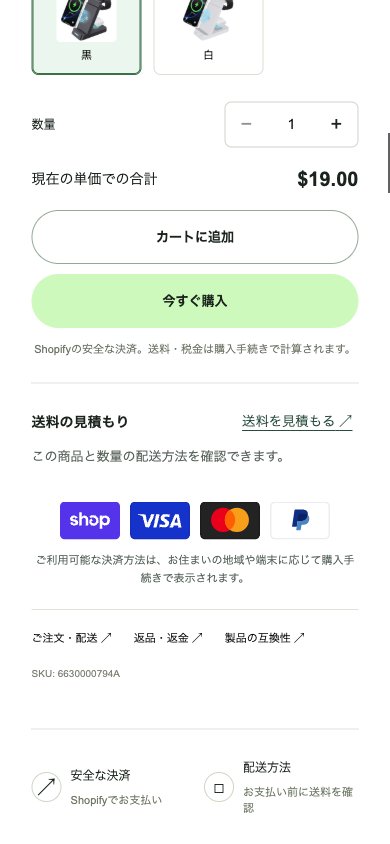 黒
白
数量
− 1 +
現在の単価での合計 $19.00
カートに追加
今すぐ購入
Shopifyの安全な決済。送料・税金は購入手続きで計算されます。
送料の見積もり 送料を見積もる ↗
この商品と数量の配送方法を確認できます。
shop VISA
ご利用可能な決済方法は、お住まいの地域や端末に応じて購入手
続きで表示されます。
ご注文・配送 ↗ 返品・返金 ↗ 製品の互換性 ↗
SKU: 6630000794A
安全な決済
Shopifyでお支払い
配送方法
お支払い前に送料を確
認